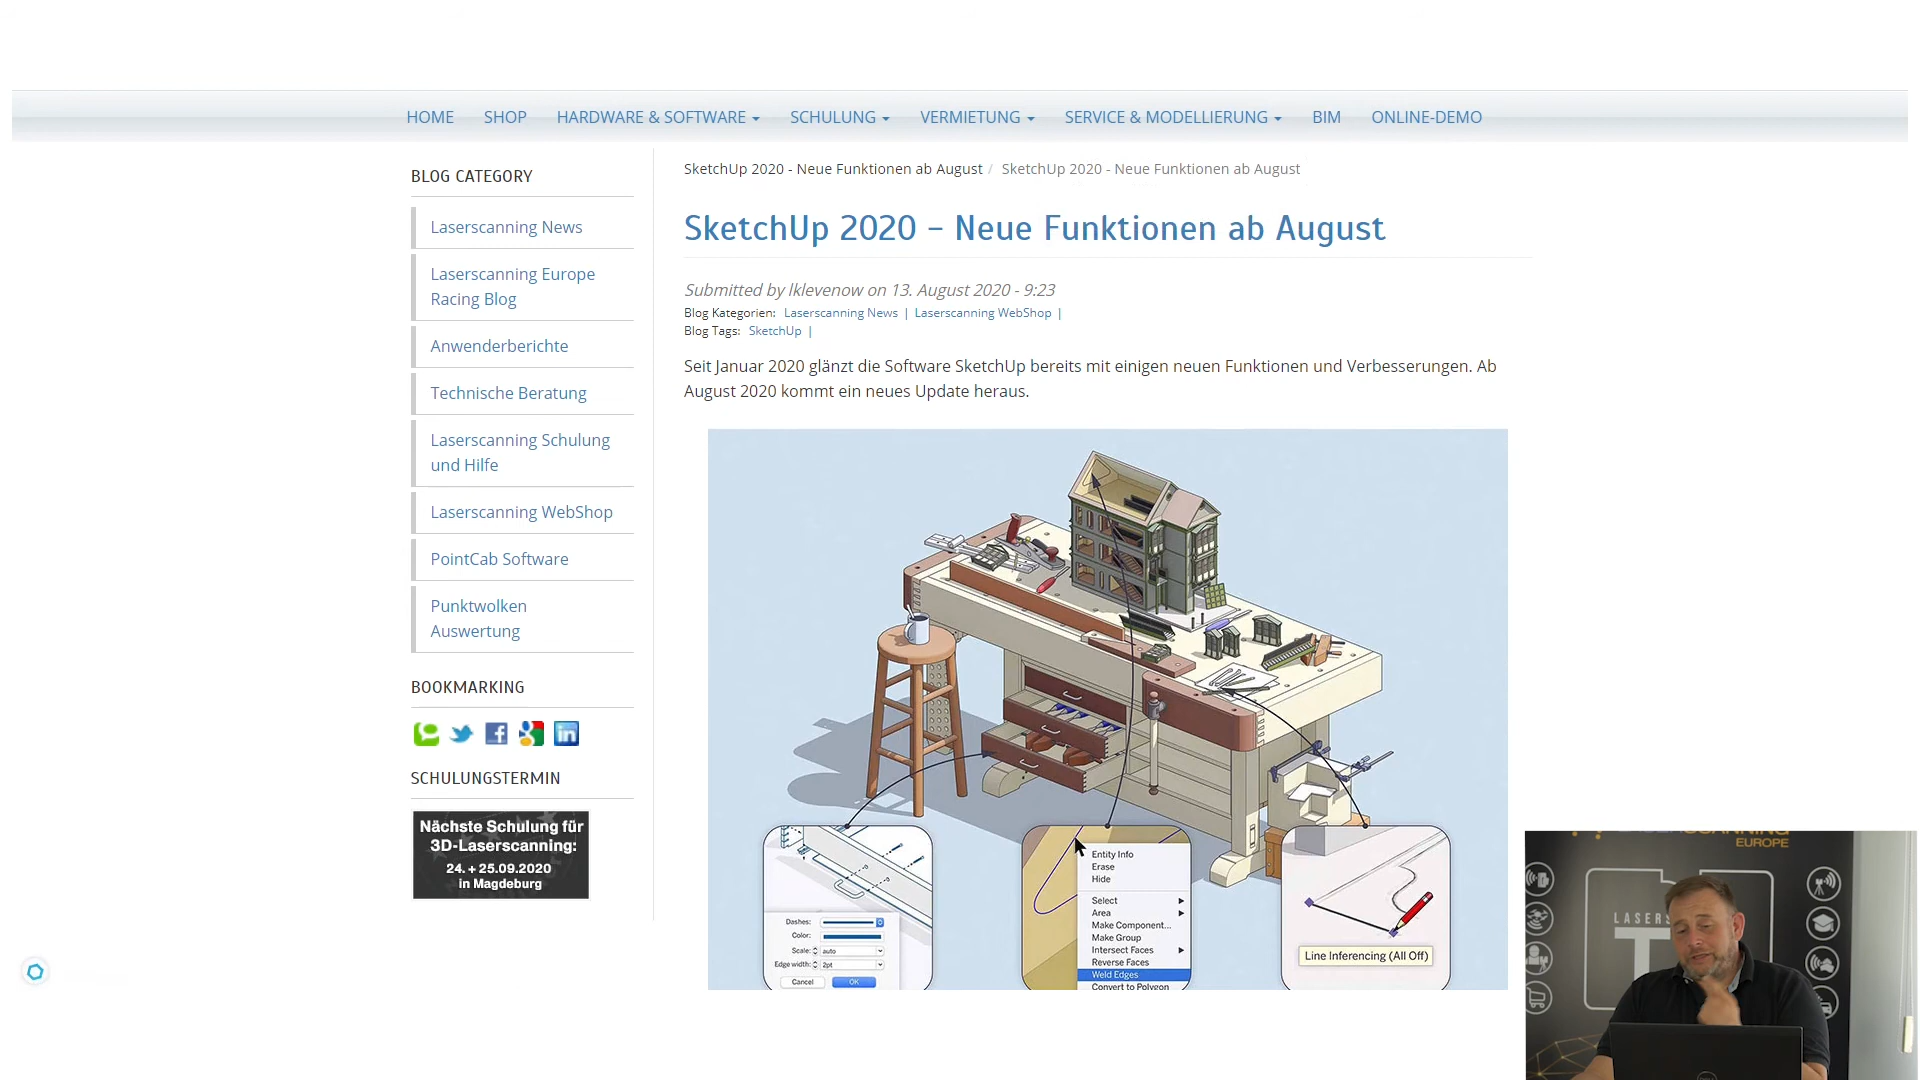 HOME SHOP HARDWARE & SOFTWARE SCHULUNG VERMIETUNG SERVICE & MODELLIERUNG BIM ONLINE-DEMO
BLOG CATEGORY
Laserscanning News
Laserscanning Europe
Racing Blog
Anwenderberichte
Technische Beratung
Laserscanning Schulung
und Hilfe
Laserscanning WebShop
PointCab Software
Punktwolken
Auswertung
BOOKMARKING
SCHULUNGSTERMIN
Nächste Schulung für
3D-Laserscanning:
24. + 25.09.2020
in Magdeburg
SketchUp 2020 - Neue Funktionen ab August / SketchUp 2020 - Neue Funktionen ab August
SketchUp 2020 - Neue Funktionen ab August
Submitted by lklevenow on 13. August 2020 - 9:23
Blog Kategorien: Laserscanning News | Laserscanning WebShop |
Blog Tags: SketchUp |
Seit Januar 2020 glänzt die Software SketchUp bereits mit einigen neuen Funktionen und Verbesserungen. Ab
August 2020 kommt ein neues Update heraus.
Dashes:
Color:
Scale: auto
Edge width: 2pt
Cancel OK
Entity Info
Erase
Hide
Select
Area
Make Component...
Make Group
Intersect Faces
Reverse Faces
Weld Edges
Convert to Polygon
Line Inferencing (All Off)
EUROPE
LASERS